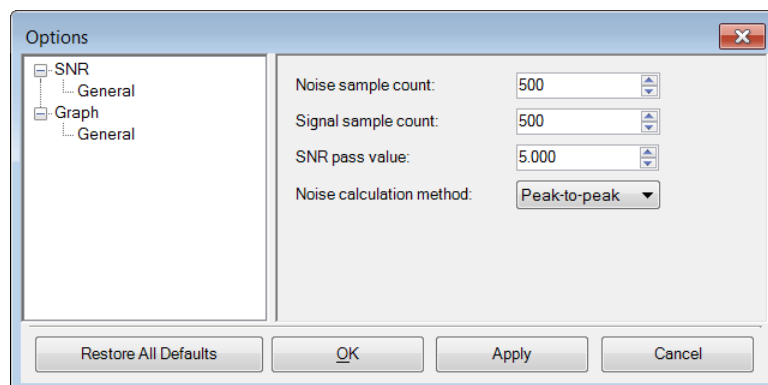 Options
SNR
General
Graph
General
Noise sample count: 500
Signal sample count: 500
SNR pass value: 5.000
Noise calculation method: Peak-to-peak
Restore All Defaults OK Apply Cancel